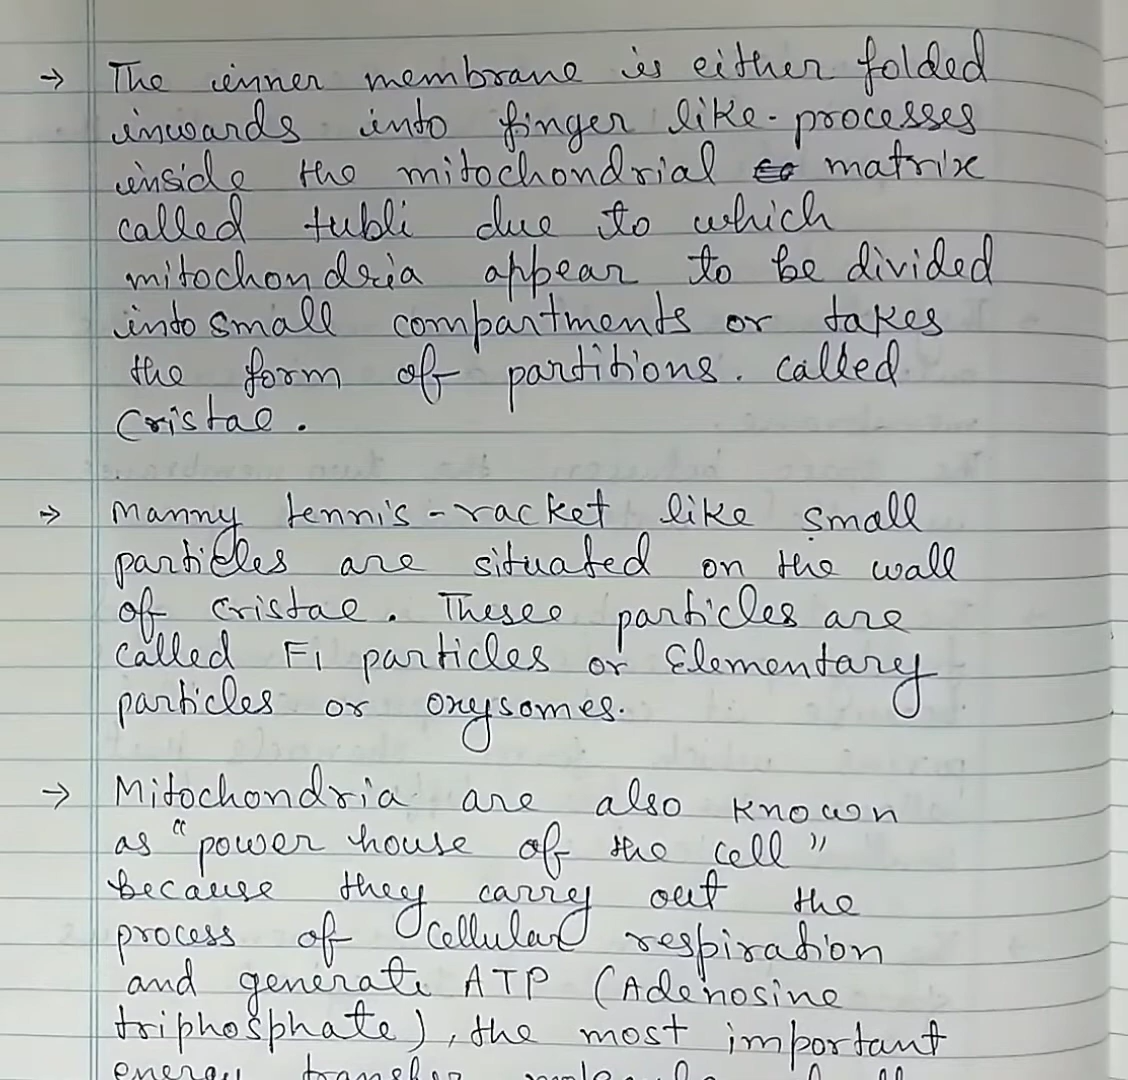 → The inner membrane is either folded
inwards into finger like-processes
inside the mitochondrial matrix
called tubli due to which
mitochondria appear to be divided
into small compartments or takes
the form of partitions. called
Cristae.
→ Manny tennis-racket like small
particles are situated on the wall
of cristae. Thesee particles are
called F1 particles or Elementary
particles or oxysomes.
→ Mitochondria are also known
as "power house of the cell"
because they carry out the
process of cellular respiration
and generate ATP (Adenosine
triphosphate), the most important
energy transfer